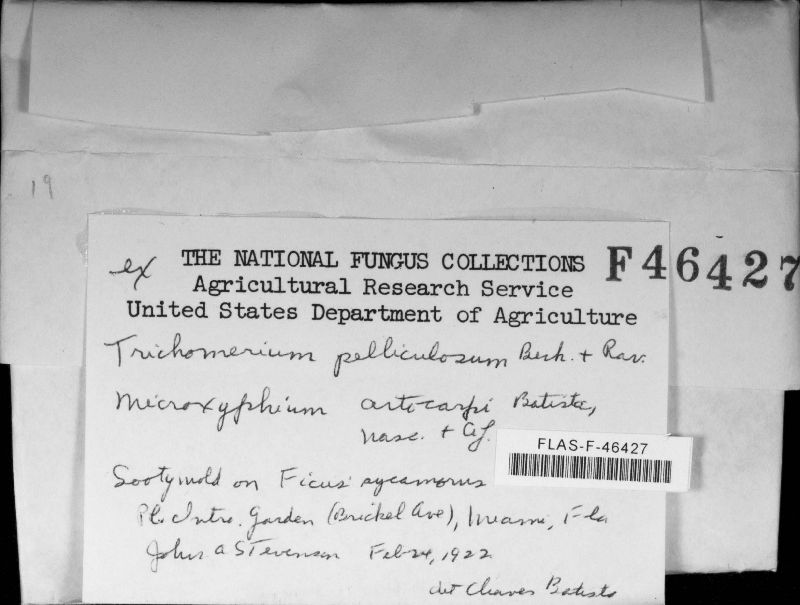 19
ex THE NATIONAL FUNGUS COLLECTIONS F46427
Agricultural Research Service
United States Department of Agriculture
Trichomerium pelliculosum Berk. + Rav.
Microxyphium artocarpi Batista,
nasc. + Cif.
FLAS-F-46427
Sootymold on Ficus sycamorus
Pl. Intro. Garden (Brickel Ave), Miami, Fla
John A Stevenson Feb 24, 1922
det Chaves Batista